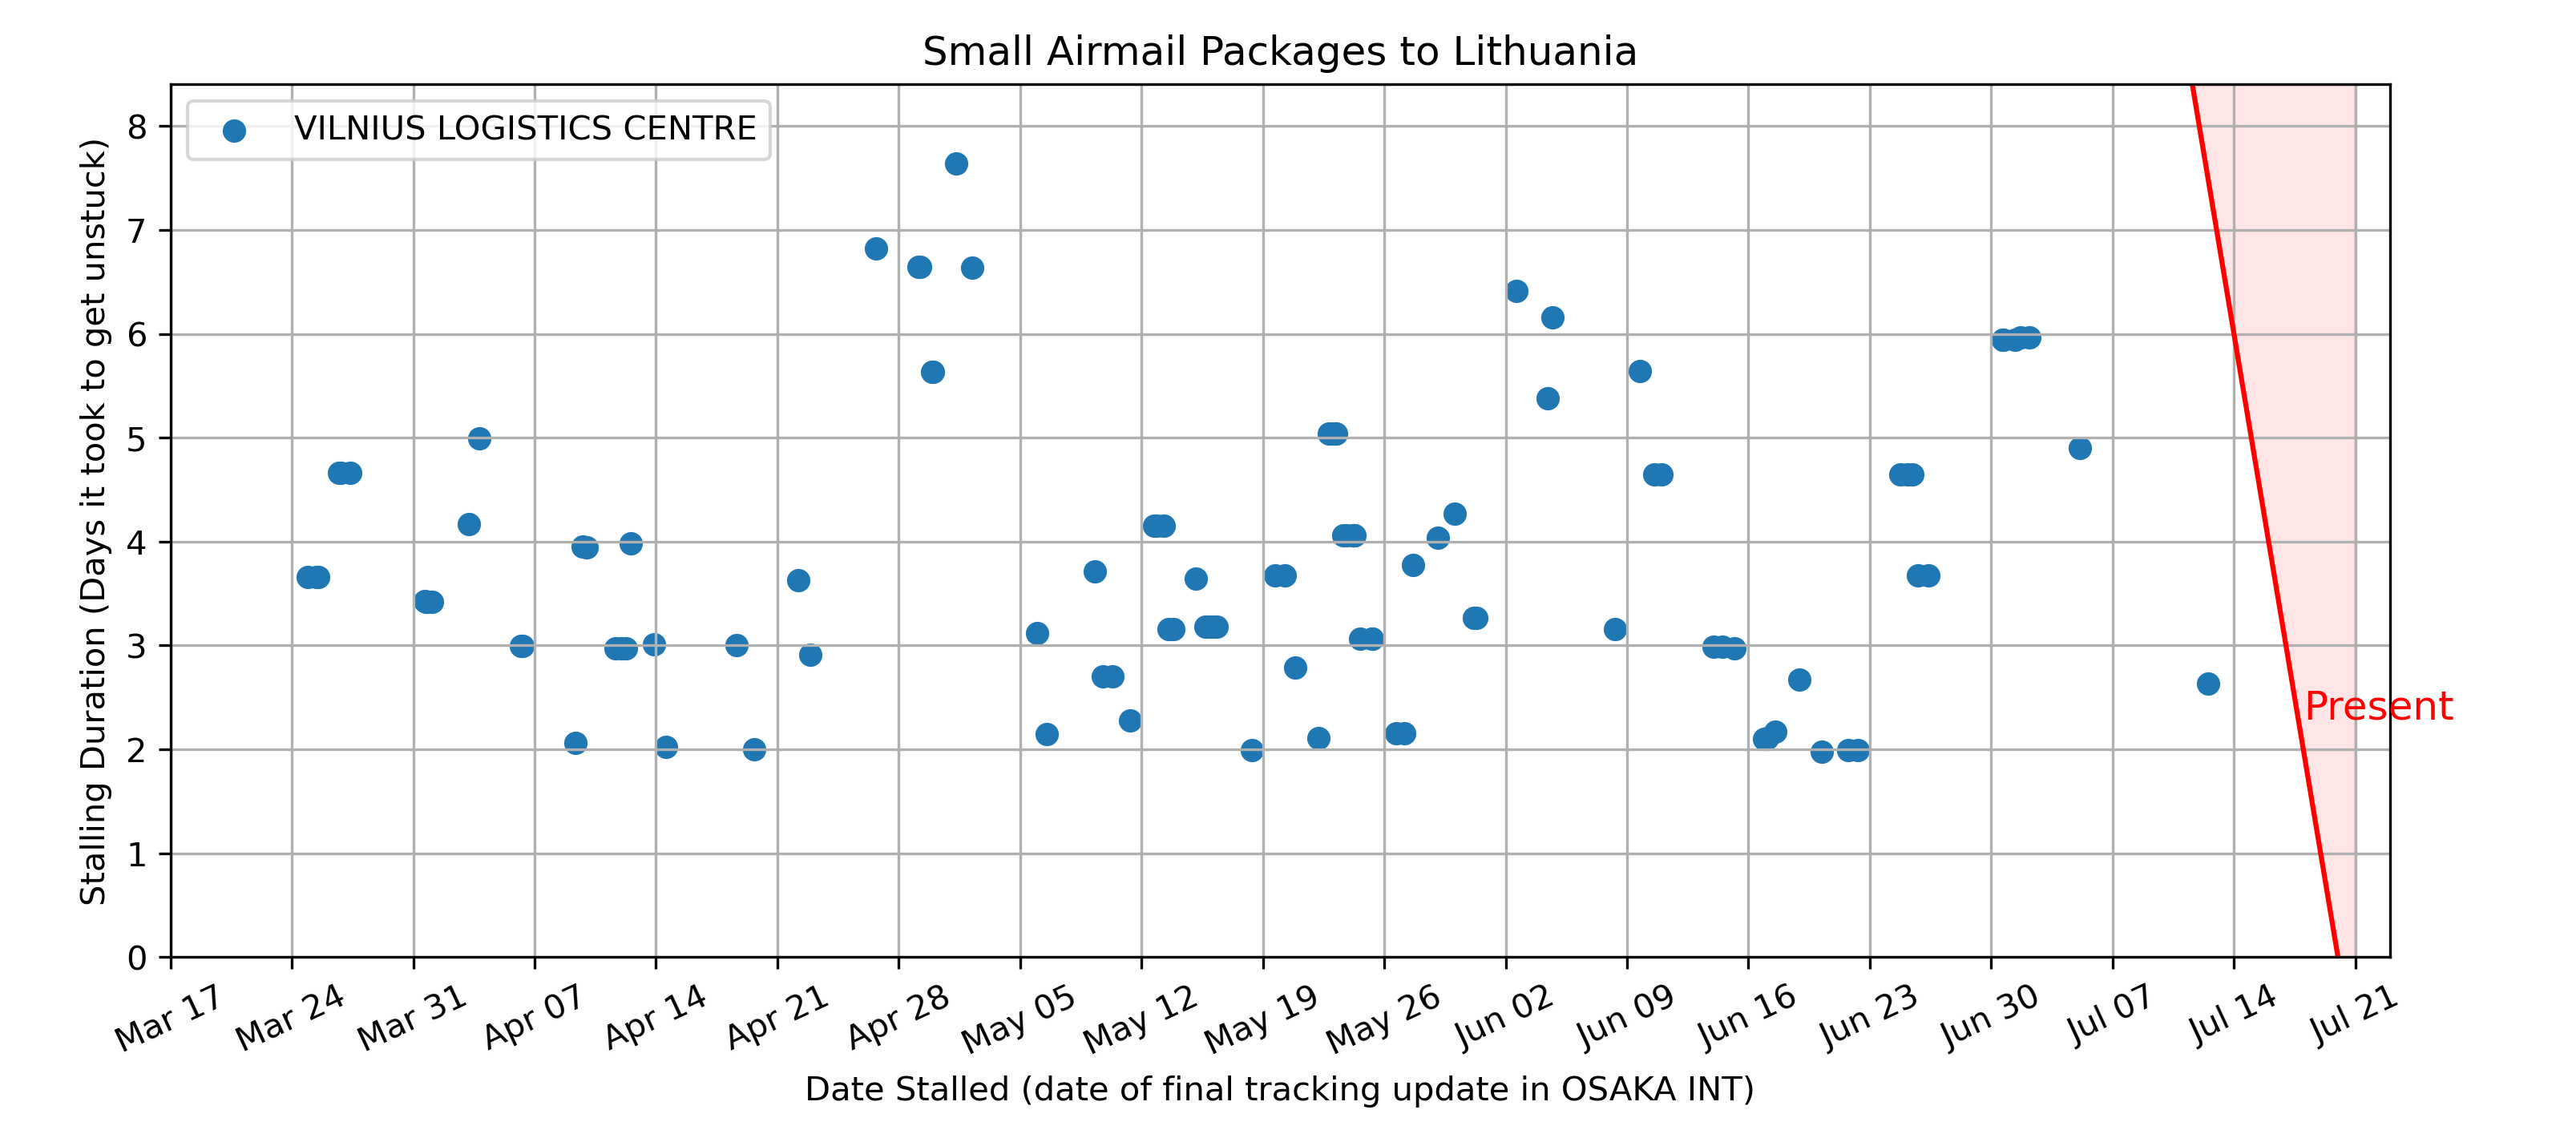 Small Airmail Packages to Lithuania
VILNIUS LOGISTICS CENTRE
Stalling Duration (Days it took to get unstuck)
8
7
6
5
4
3
2
1
0
Present
Mar 17
Mar 24
Mar 31
Apr 07
Apr 14
Apr 21
Apr 28
May 05
May 12
May 19
May 26
Jun 02
Jun 09
Jun 16
Jun 23
Jun 30
Jul 07
Jul 14
Jul 21
Date Stalled (date of final tracking update in OSAKA INT)